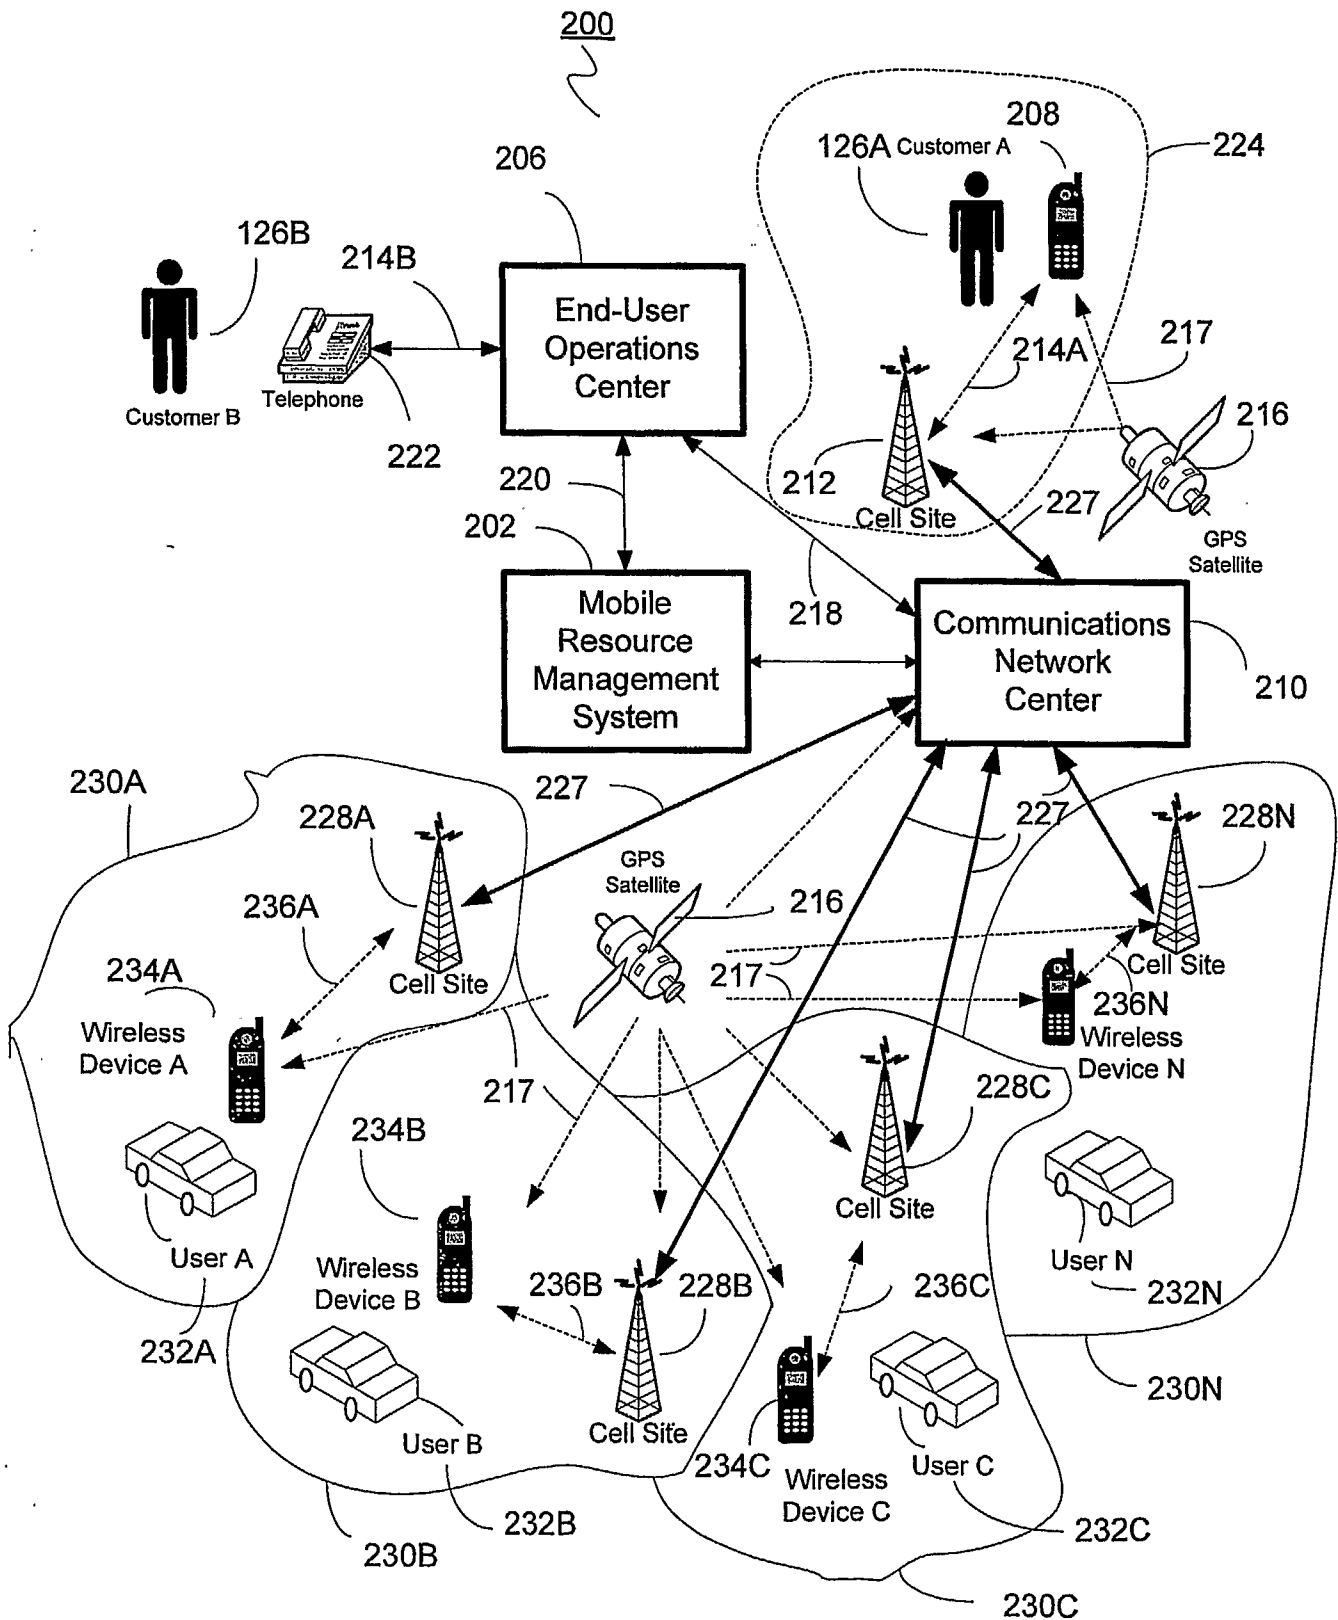 200
208
126A Customer A
224
206
126B
214B
End-User
Operations
Center
217
214A
Telephone
Customer B
216
222
220
212
202
Cell Site
227
GPS
Satellite
Mobile
Resource
Management
System
218
Communications
Network
Center
210
230A
227
228A
227
228N
GPS
Satellite
236A
216
234A
Cell Site
217
Cell Site
236N
Wireless
Device A
Wireless
Device N
217
228C
234B
Cell Site
User A
User N
Wireless
Device B
236B
228B
236C
232N
232A
230N
User B
Cell Site
234C
User C
Wireless
Device C
232B
232C
230B
230C